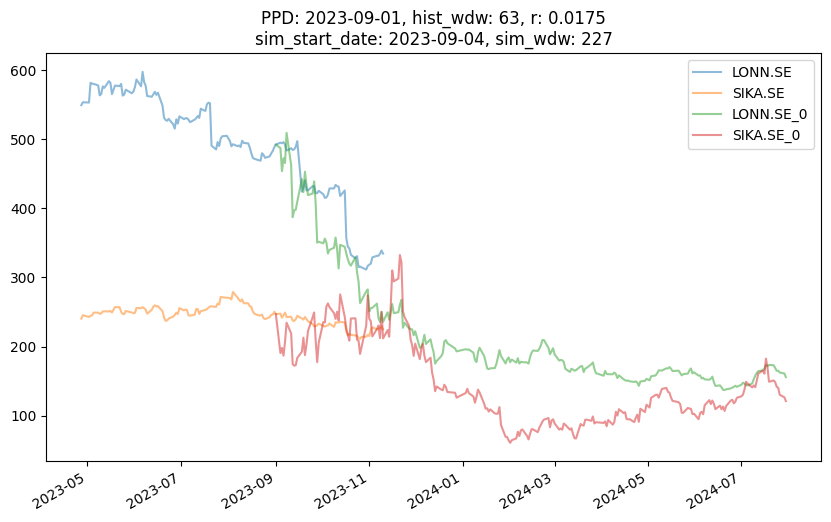 PPD: 2023-09-01, hist_wdw: 63, r: 0.0175
sim_start_date: 2023-09-04, sim_wdw: 227
LONN.SE
SIKA.SE
LONN.SE_0
SIKA.SE_0
600
500
400
300
200
100
2023-05
2023-07
2023-09
2023-11
2024-01
2024-03
2024-05
2024-07